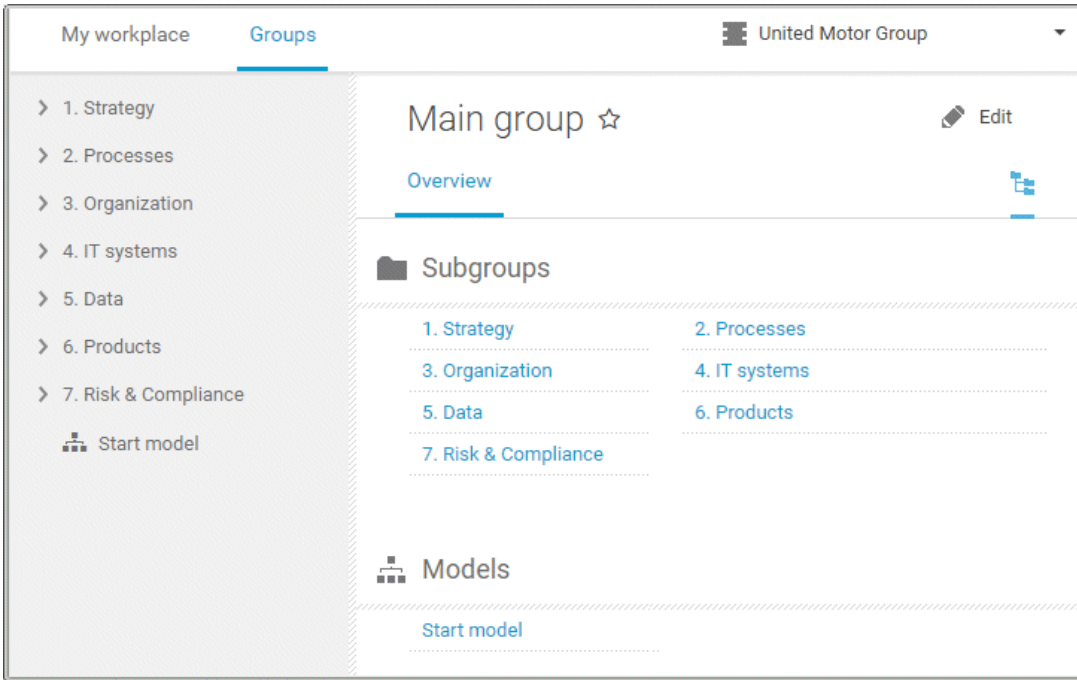 My workplace Groups United Motor Group
1. Strategy
2. Processes
3. Organization
4. IT systems
5. Data
6. Products
7. Risk & Compliance
Start model
Main group Edit
Overview
Subgroups
1. Strategy 2. Processes
3. Organization 4. IT systems
5. Data 6. Products
7. Risk & Compliance
Models
Start model